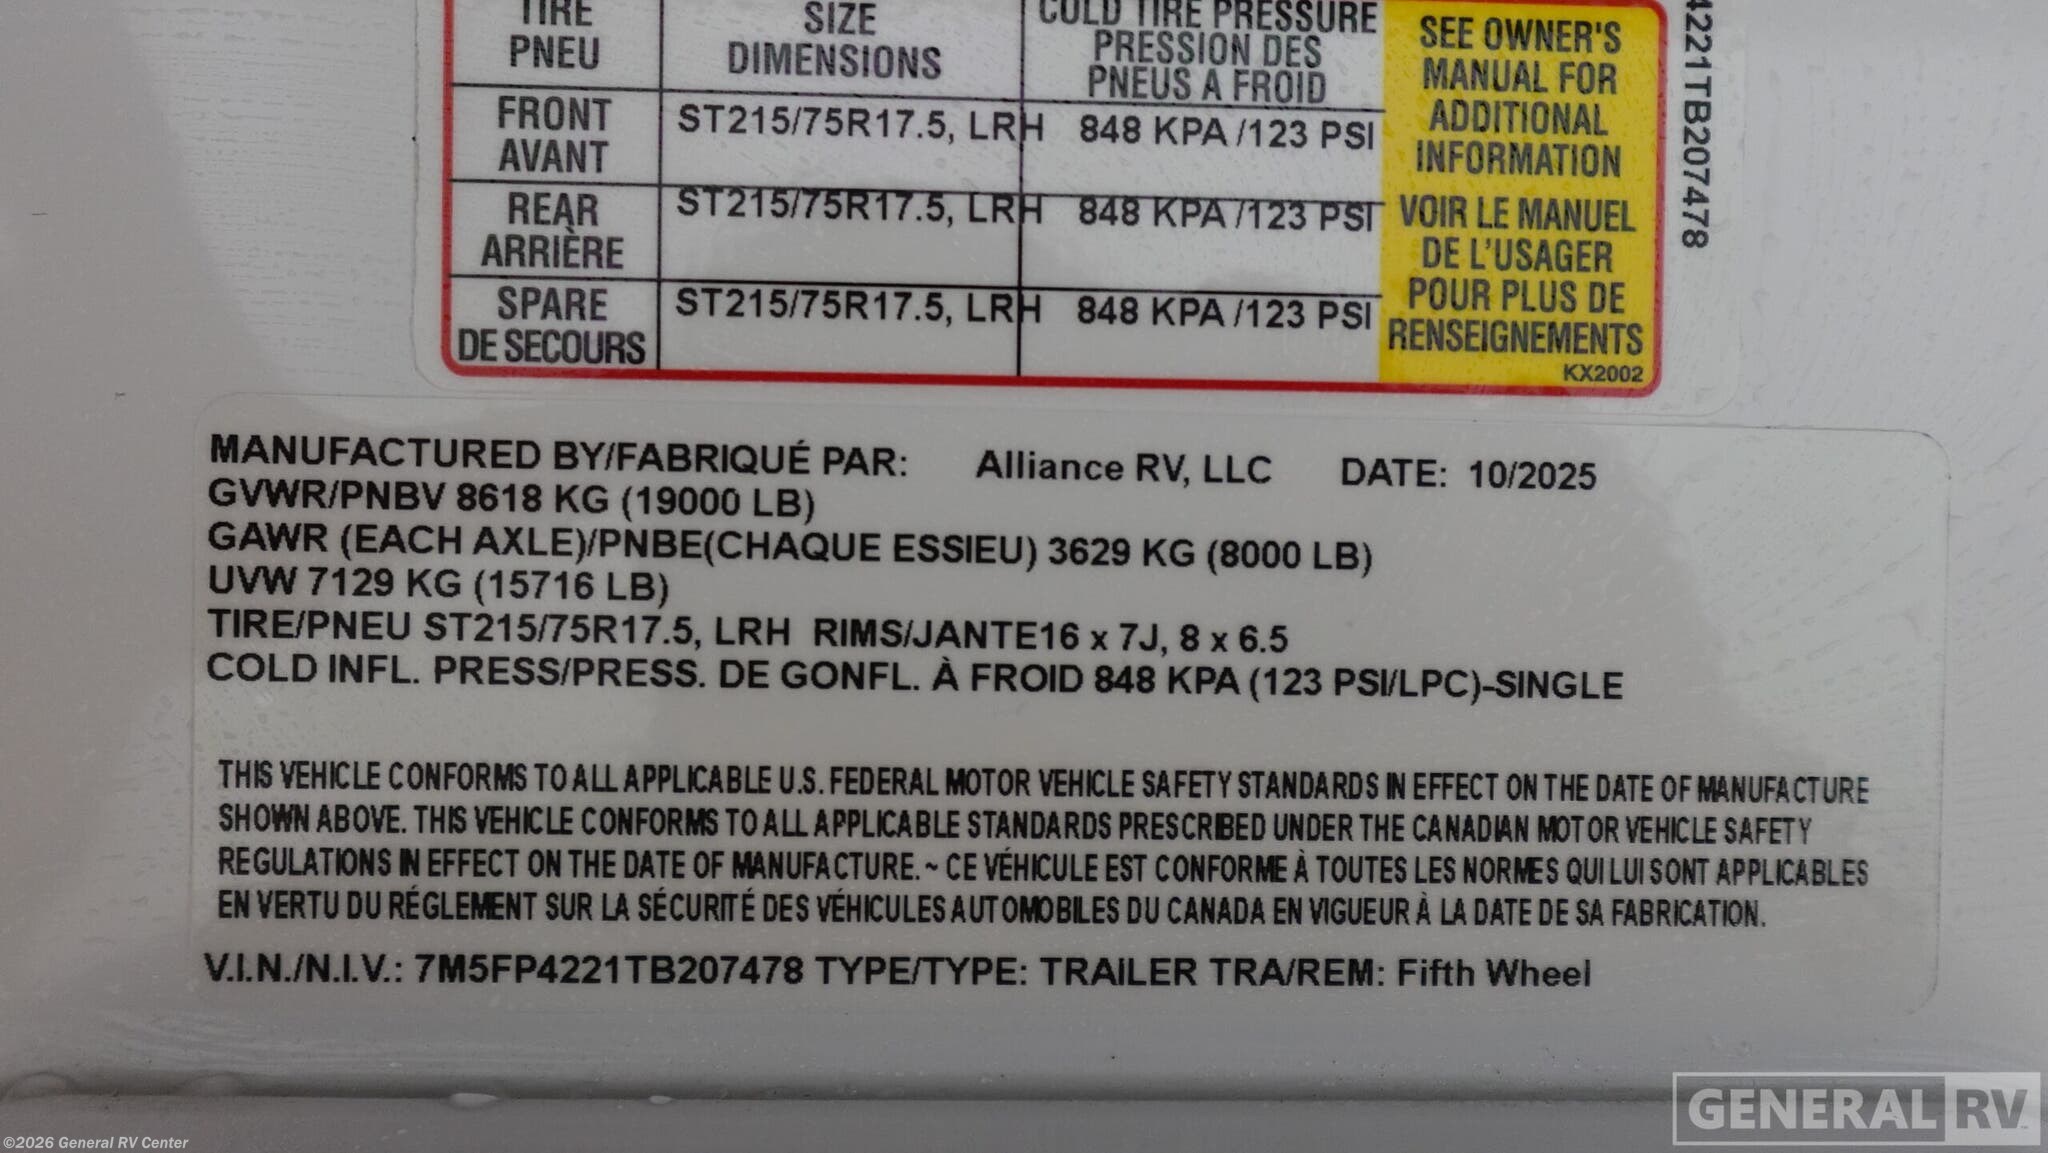 TIRE
PNEU
SIZE
DIMENSIONS
COLD TIRE PRESSURE
PRESSION DES
PNEUS A FROID
FRONT
AVANT
ST215/75R17.5, LRH 848 KPA /123 PSI
REAR
ARRIÈRE
ST215/75R17.5, LRH 848 KPA /123 PSI
SPARE
DE SECOURS
ST215/75R17.5, LRH 848 KPA /123 PSI
SEE OWNER'S
MANUAL FOR
ADDITIONAL
INFORMATION
VOIR LE MANUEL
DE L'USAGER
POUR PLUS DE
RENSEIGNEMENTS
KX2002
4221TB207478
MANUFACTURED BY/FABRIQUÉ PAR: Alliance RV, LLC DATE: 10/2025
GVWR/PNBV 8618 KG (19000 LB)
GAWR (EACH AXLE)/PNBE(CHAQUE ESSIEU) 3629 KG (8000 LB)
UVW 7129 KG (15716 LB)
TIRE/PNEU ST215/75R17.5, LRH RIMS/JANTE16 x 7J, 8 x 6.5
COLD INFL. PRESS/PRESS. DE GONFL. À FROID 848 KPA (123 PSI/LPC)-SINGLE
THIS VEHICLE CONFORMS TO ALL APPLICABLE U.S. FEDERAL MOTOR VEHICLE SAFETY STANDARDS IN EFFECT ON THE DATE OF MANUFACTURE
SHOWN ABOVE. THIS VEHICLE CONFORMS TO ALL APPLICABLE STANDARDS PRESCRIBED UNDER THE CANADIAN MOTOR VEHICLE SAFETY
REGULATIONS IN EFFECT ON THE DATE OF MANUFACTURE. ~ CE VÉHICULE EST CONFORME À TOUTES LES NORMES QUI LUI SONT APPLICABLES
EN VERTU DU RÉGLEMENT SUR LA SÉCURITÉ DES VÉHICULES AUTOMOBILES DU CANADA EN VIGUEUR À LA DATE DE SA FABRICATION.
V.I.N./N.I.V.: 7M5FP4221TB207478 TYPE/TYPE: TRAILER TRA/REM: Fifth Wheel
GENERAL RV
©2026 General RV Center